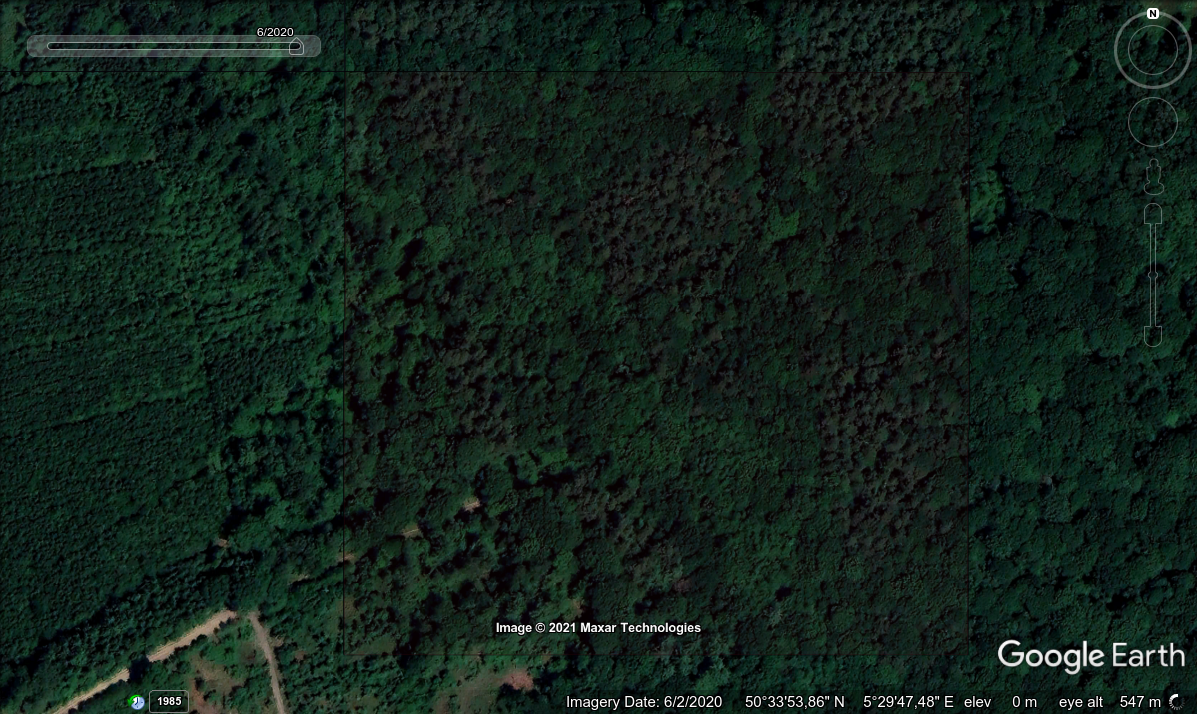 6/2020
N
Image © 2021 Maxar Technologies
Google Earth
1985
Imagery Date: 6/2/2020 50°33'53,86" N 5°29'47,48" E elev 0 m eye alt 547 m